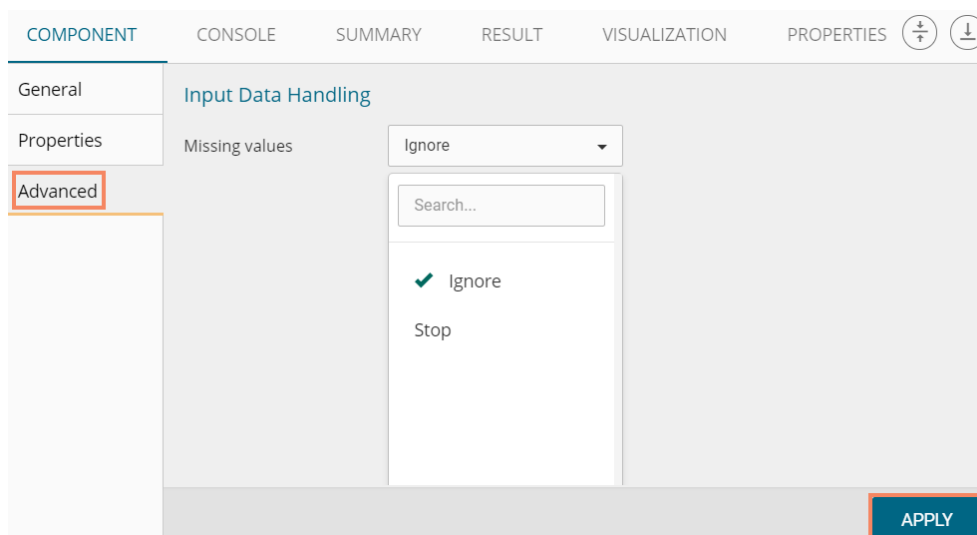 COMPONENT CONSOLE SUMMARY RESULT VISUALIZATION PROPERTIES
General
Input Data Handling
Properties
Missing values Ignore
Advanced
Search...
Ignore
Stop
APPLY